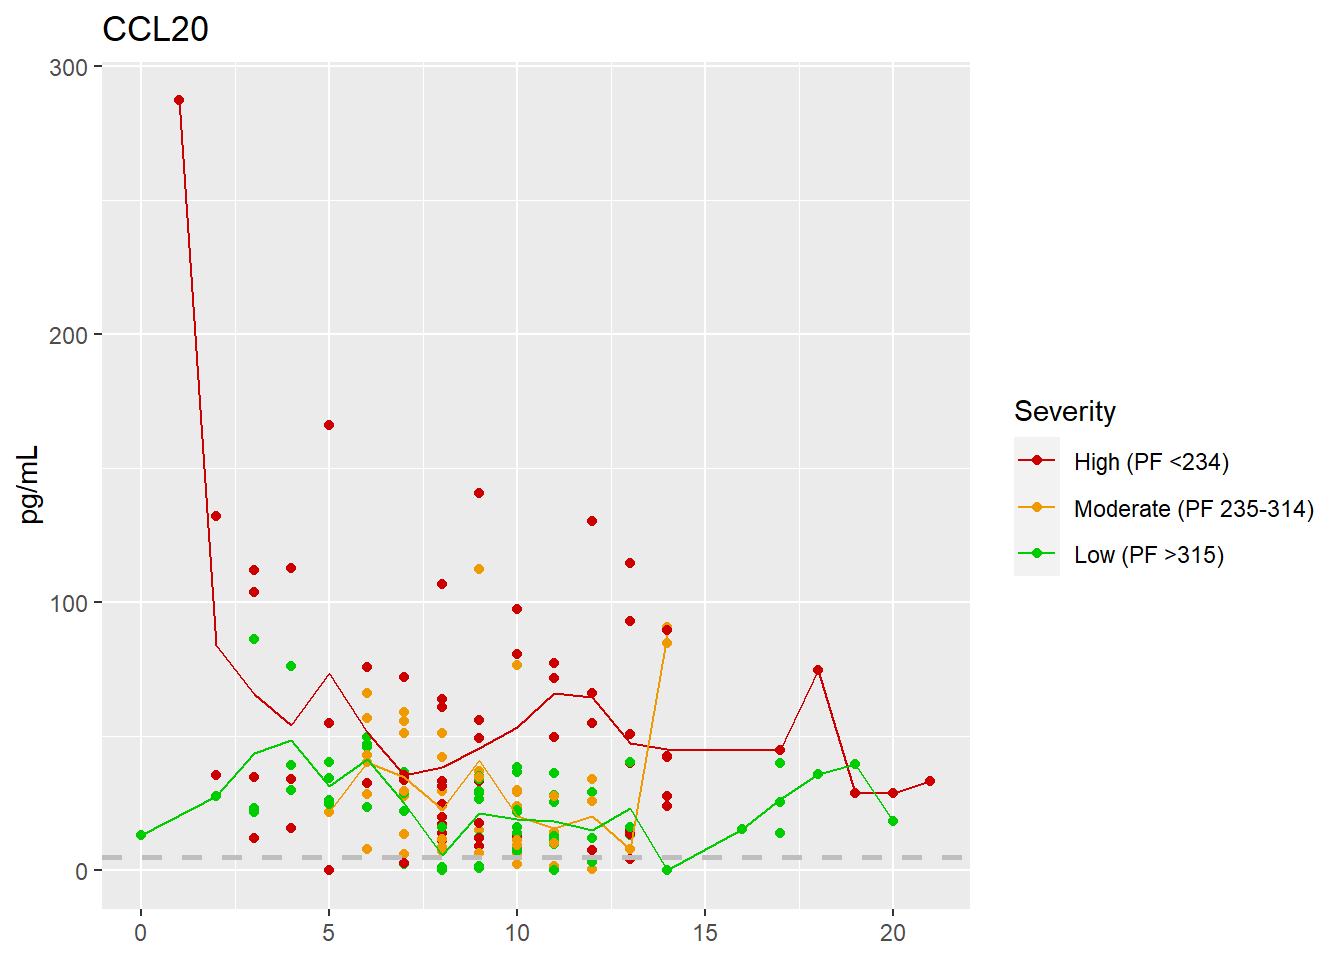 CCL20
300
200
100
0
pg/mL
0 5 10 15 20
Severity
High (PF <234)
Moderate (PF 235-314)
Low (PF >315)